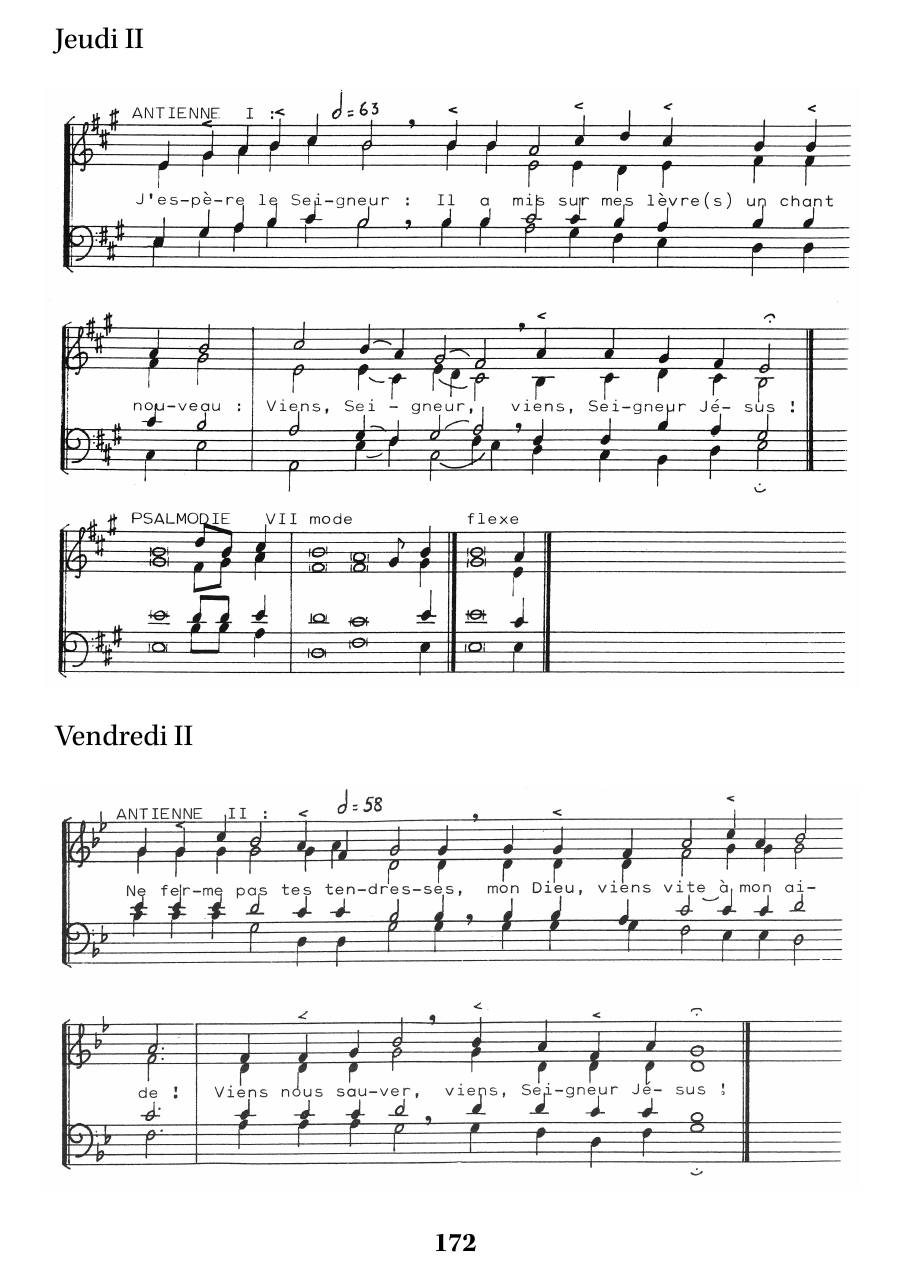 Jeudi II
ANTIENNE I : 𝅗𝅥 = 63
J'es-pè-re le Sei-gneur : Il a mis sur mes lèvre(s) un chant
nou-veau : Viens, Sei - gneur, viens, Sei-gneur Jé- sus !
PSALMODIE VII mode flexe
Vendredi II
ANTIENNE II : 𝅗𝅥 = 58
Ne fer-me pas tes ten-dres-ses, mon Dieu, viens vite à mon ai-
de ! Viens nous sau-ver, viens, Sei-gneur Jé- sus !
172